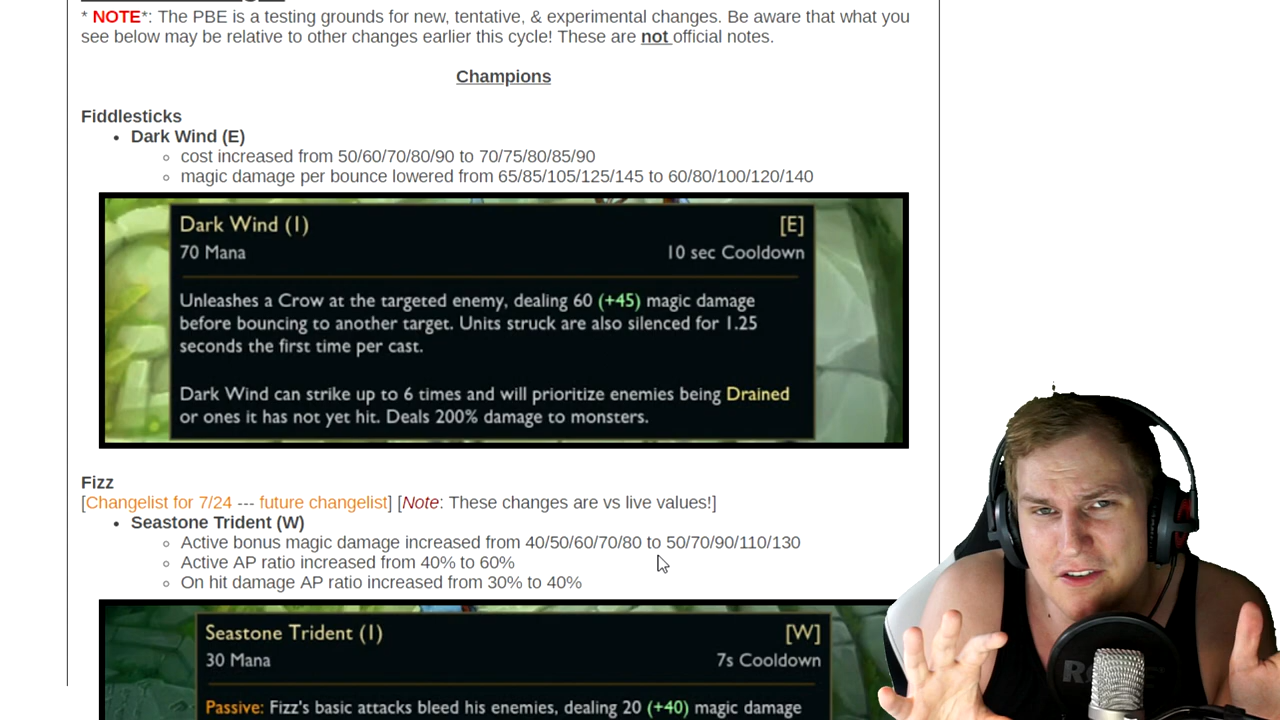 * NOTE*: The PBE is a testing grounds for new, tentative, & experimental changes. Be aware that what you
see below may be relative to other changes earlier this cycle! These are not official notes.
Champions
Fiddlesticks
• Dark Wind (E)
◦ cost increased from 50/60/70/80/90 to 70/75/80/85/90
◦ magic damage per bounce lowered from 65/85/105/125/145 to 60/80/100/120/140
Dark Wind (1) [E]
70 Mana 10 sec Cooldown
Unleashes a Crow at the targeted enemy, dealing 60 (+45) magic damage
before bouncing to another target. Units struck are also silenced for 1.25
seconds the first time per cast.
Dark Wind can strike up to 6 times and will prioritize enemies being Drained
or ones it has not yet hit. Deals 200% damage to monsters.
Fizz
[Changelist for 7/24 --- future changelist] [Note: These changes are vs live values!]
• Seastone Trident (W)
◦ Active bonus magic damage increased from 40/50/60/70/80 to 50/70/90/110/130
◦ Active AP ratio increased from 40% to 60%
◦ On hit damage AP ratio increased from 30% to 40%
Seastone Trident (1) [W]
30 Mana 7s Cooldown
Passive: Fizz's basic attacks bleed his enemies, dealing 20 (+40) magic damage